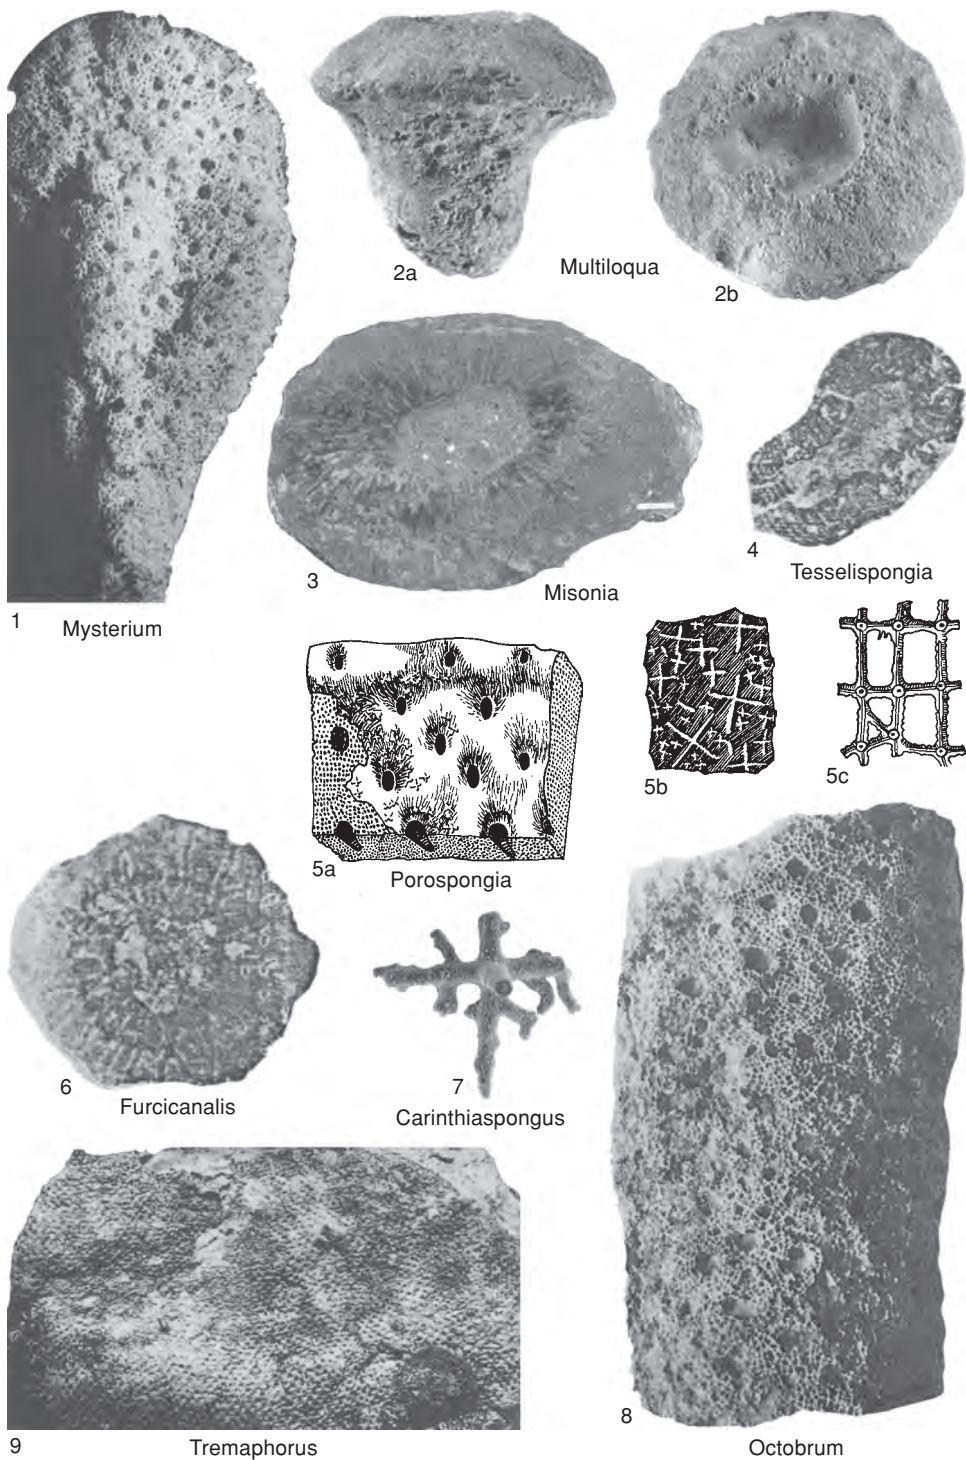 2a
Multiloqua
2b
1
Mysterium
3
Misonia
4
Tesselispongia
5a
Porospongia
5b
5c
6
Furcicanalis
7
Carinthiaspongus
8
Octobrum
9
Tremaphorus